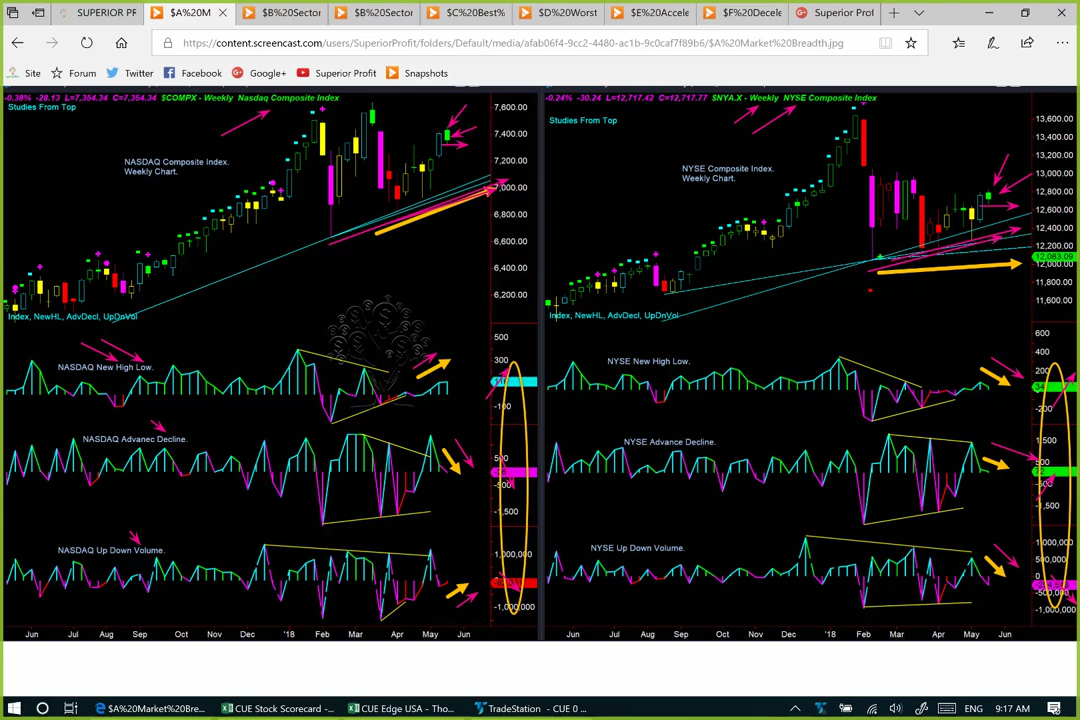 SUPERIOR PF
$A%20M
$B%20Sector
$B%20Sector
$C%20Best%
$D%20Worst
$E%20Accele
$F%20Decele
Superior Prof
https://content.screencast.com/users/SuperiorProfit/folders/Default/media/afab06f4-9cc2-4480-ac1b-9c0caf7f89b6/$A%20Market%20Breadth.jpg
Site
Forum
Twitter
Facebook
Google+
Superior Profit
Snapshots
-0.38% -28.13 L=7,354.34 C=7,354.34 $COMPX - Weekly Nasdaq Composite Index
Studies From Top
NASDAQ Composite Index.
Weekly Chart.
7,600.00
7,400.00
7,200.00
7,000.00
6,800.00
6,600.00
6,400.00
6,200.00
Index, NewHL, AdvDecl, UpDnVol
NASDAQ New High Low.
500
300
-100
NASDAQ Advanec Decline.
500
-500
-1,500
NASDAQ Up Down Volume.
1,000,000
-1,000,000
Jun Jul Aug Sep Oct Nov Dec '18 Feb Mar Apr May Jun
-0.24% -30.24 L=12,717.42 C=12,717.77 $NYA.X - Weekly NYSE Composite Index
Studies From Top
NYSE Composite Index.
Weekly Chart.
13,600.00
13,400.00
13,200.00
13,000.00
12,800.00
12,600.00
12,400.00
12,200.00
12,083.09
12,000.00
11,800.00
11,600.00
Index, NewHL, AdvDecl, UpDnVol
NYSE New High Low.
600
400
200
-200
NYSE Advance Decline.
1,500
500
-500
-1,500
NYSE Up Down Volume.
1000,000
500,000
0
-500,000
-1,000,000
Jun Jul Aug Sep Oct Nov Dec '18 Feb Mar Apr May Jun
$A%20Market%20Bre...
CUE Stock Scorecard -...
CUE Edge USA - Tho...
TradeStation - CUE 0 ...
ENG
9:17 AM